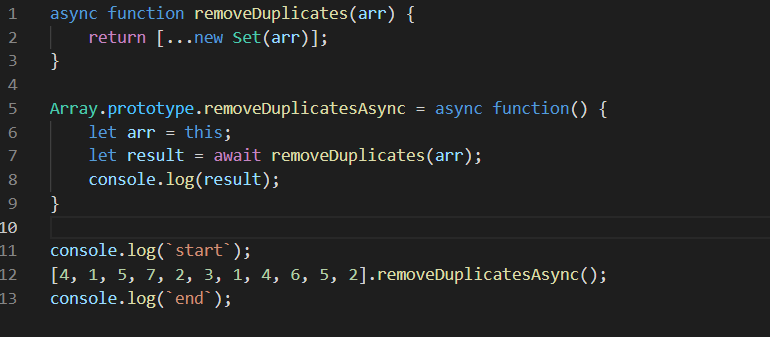 1 async function removeDuplicates(arr) {
2     return [...new Set(arr)];
3 }
4
5 Array.prototype.removeDuplicatesAsync = async function() {
6     let arr = this;
7     let result = await removeDuplicates(arr);
8     console.log(result);
9 }
10
11 console.log(`start`);
12 [4, 1, 5, 7, 2, 3, 1, 4, 6, 5, 2].removeDuplicatesAsync();
13 console.log(`end`);